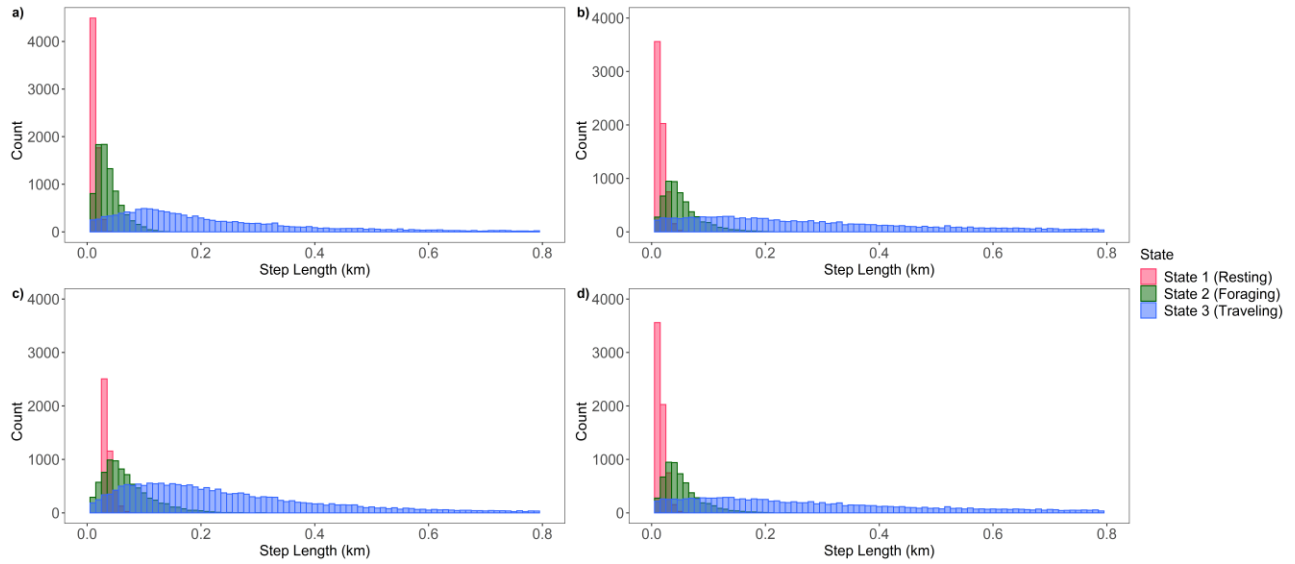 a)
4000
3000
2000
1000
0
Count
0.0 0.2 0.4 0.6 0.8
Step Length (km)
b)
4000
3000
2000
1000
0
Count
0.0 0.2 0.4 0.6 0.8
Step Length (km)
State
State 1 (Resting)
State 2 (Foraging)
State 3 (Traveling)
c)
4000
3000
2000
1000
0
Count
0.0 0.2 0.4 0.6 0.8
Step Length (km)
d)
4000
3000
2000
1000
0
Count
0.0 0.2 0.4 0.6 0.8
Step Length (km)